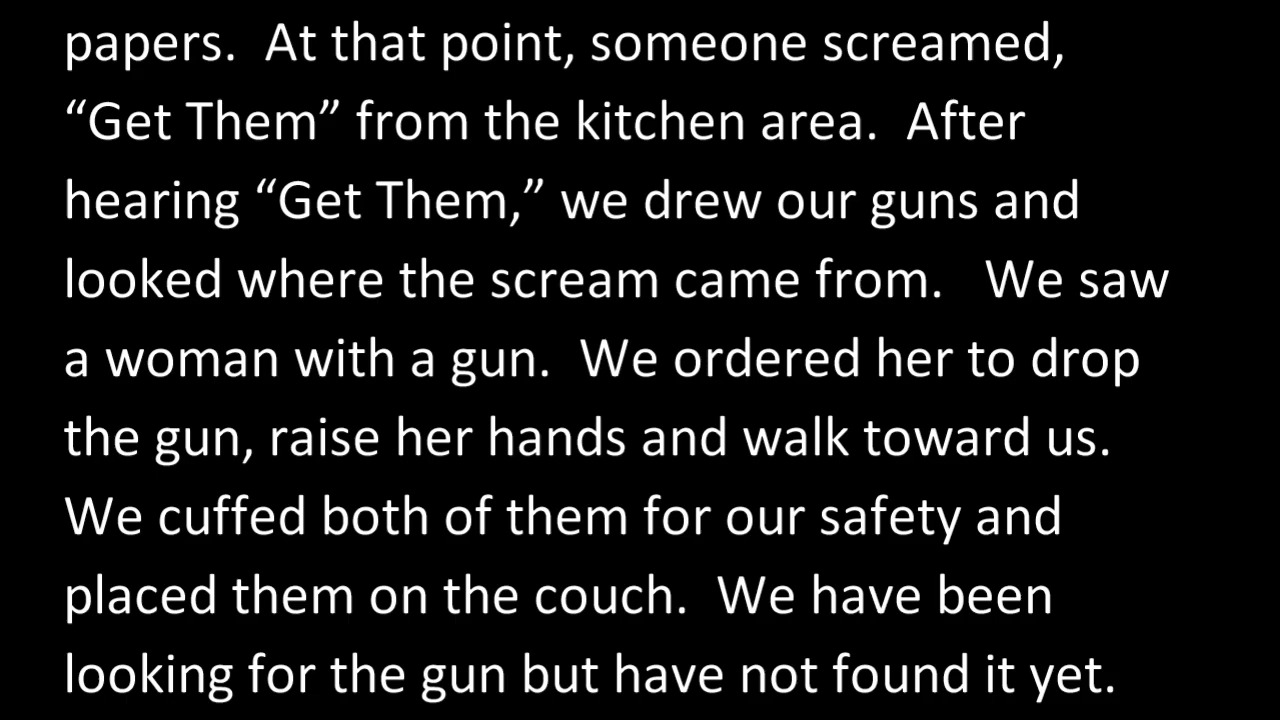 papers.  At that point, someone screamed,
“Get Them” from the kitchen area.  After
hearing “Get Them,” we drew our guns and
looked where the scream came from.   We saw
a woman with a gun.  We ordered her to drop
the gun, raise her hands and walk toward us.
We cuffed both of them for our safety and
placed them on the couch.  We have been
looking for the gun but have not found it yet.